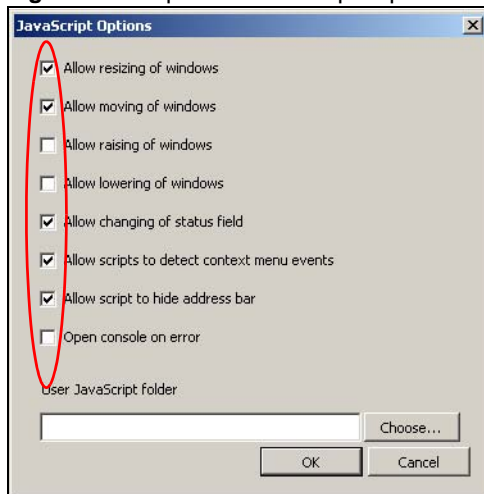 JavaScript Options
Allow resizing of windows
Allow moving of windows
Allow raising of windows
Allow lowering of windows
Allow changing of status field
Allow scripts to detect context menu events
Allow script to hide address bar
Open console on error
User JavaScript folder
Choose...
OK
Cancel